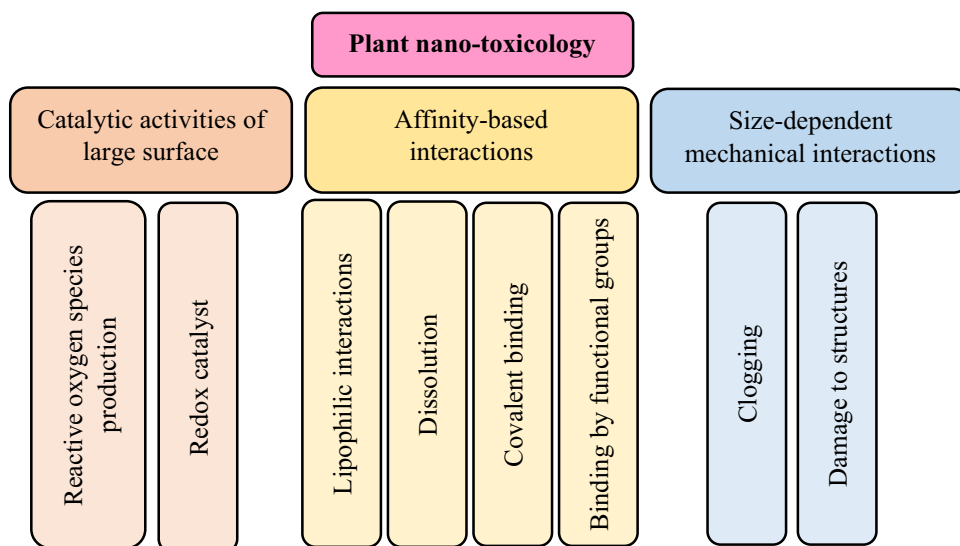 Plant nano-toxicology
Catalytic activities of
large surface
Affinity-based
interactions
Size-dependent
mechanical interactions
Reactive oxygen species
production
Redox catalyst
Lipophilic interactions
Dissolution
Covalent binding
Binding by functional groups
Clogging
Damage to structures